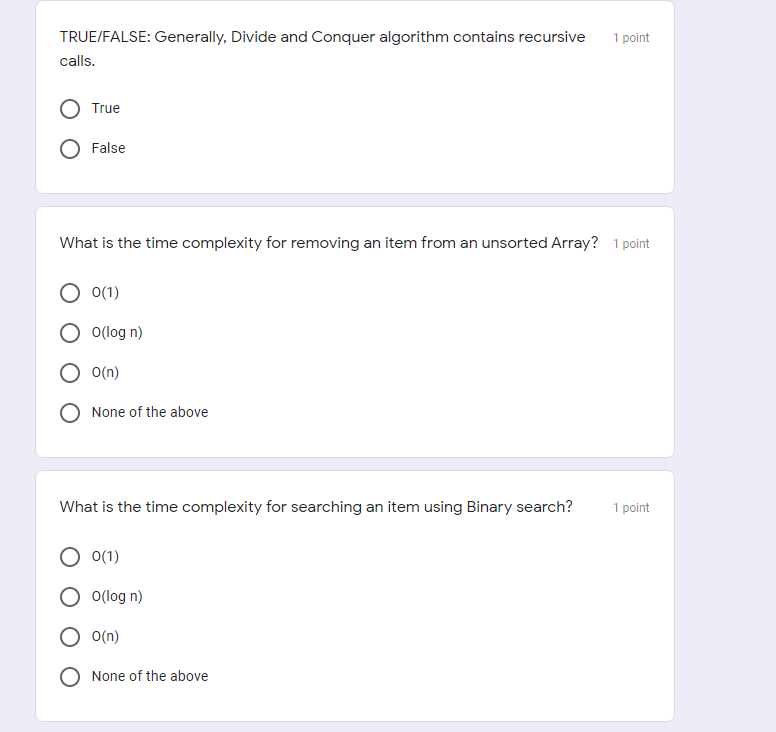 TRUE/FALSE: Generally, Divide and Conquer algorithm contains recursive 1 point
calls.
True
False
What is the time complexity for removing an item from an unsorted Array? 1 point
O(1)
O(log n)
O(n)
None of the above
What is the time complexity for searching an item using Binary search? 1 point
O(1)
O(log n)
O(n)
None of the above